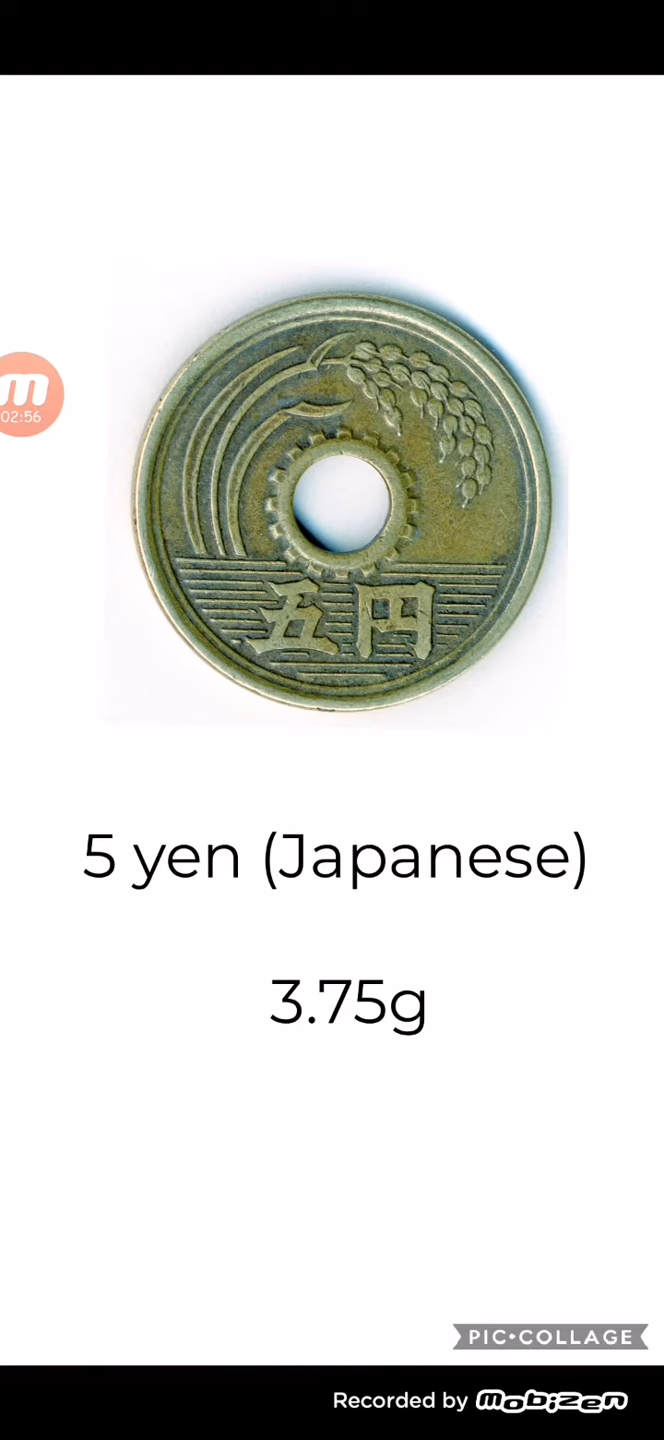 02:56
五円
5 yen (Japanese)
3.75g
PIC•COLLAGE
Recorded by mobizen